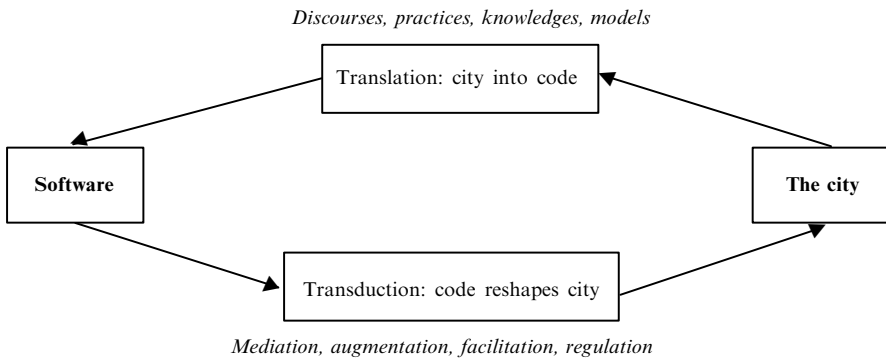 Discourses, practices, knowledges, models
Translation: city into code
Software
The city
Transduction: code reshapes city
Mediation, augmentation, facilitation, regulation